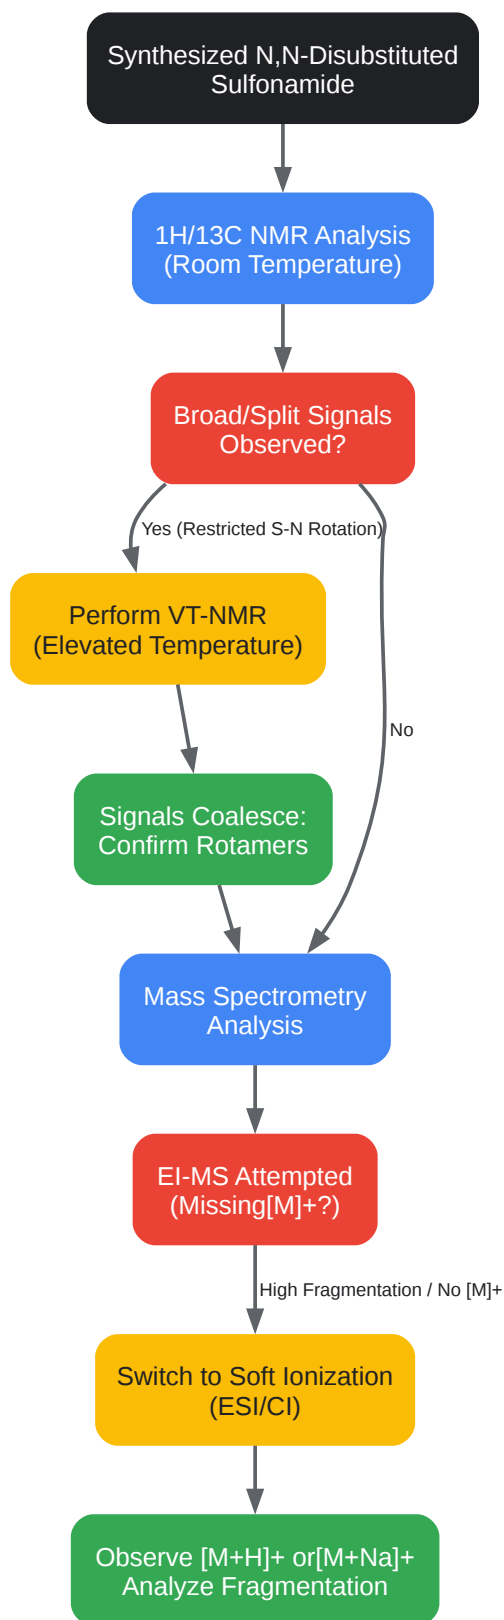 Synthesized N,N-Disubstituted
Sulfonamide
1H/13C NMR Analysis
(Room Temperature)
Broad/Split Signals
Observed?
Yes (Restricted S-N Rotation)
Perform VT-NMR
(Elevated Temperature)
No
Signals Coalesce:
Confirm Rotamers
Mass Spectrometry
Analysis
EI-MS Attempted
(Missing[M]+?)
High Fragmentation / No [M]+
Switch to Soft Ionization
(ESI/CI)
Observe [M+H]+ or[M+Na]+
Analyze Fragmentation